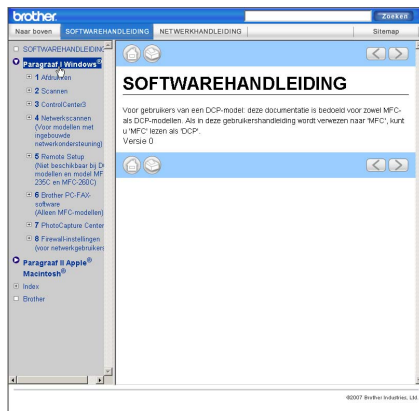 brother.
Zoeken
Naar boven SOFTWAREHANDLEIDING NETWERKHANDLEIDING Sitemap
SOFTWAREHANDLEIDING
Paragraaf I Windows®
1 Afdrukken
2 Scannen
3 ControlCenter3
4 Netwerkscannen
(Voor modellen met
ingebouwde
netwerkondersteuning)
5 Remote Setup
(Niet beschikbaar bij D
modellen en model MF
235C en MFC-260C)
6 Brother PC-FAX-
software
(Alleen MFC-modellen)
7 PhotoCapture Center
8 Firewall-instellingen
(voor netwerkgebruikers
Paragraaf II Apple®
Macintosh®
Index
Brother
SOFTWAREHANDLEIDING
Voor gebruikers van een DCP-model: deze documentatie is bedoeld voor zowel MFC-
als DCP-modellen. Als in deze gebruikershandleiding wordt verwezen naar 'MFC', kunt
u 'MFC' lezen als 'DCP'.
Versie 0
©2007 Brother Industries, Ltd.